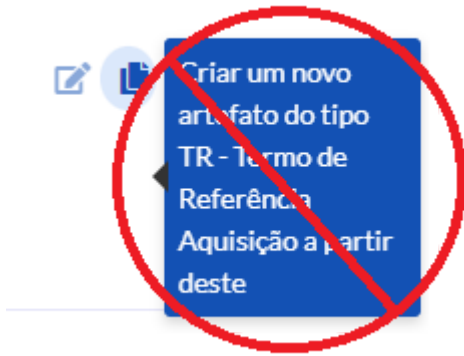 Criar um novo
artefato do tipo
TR - Termo de
Referência
Aquisição a partir
deste